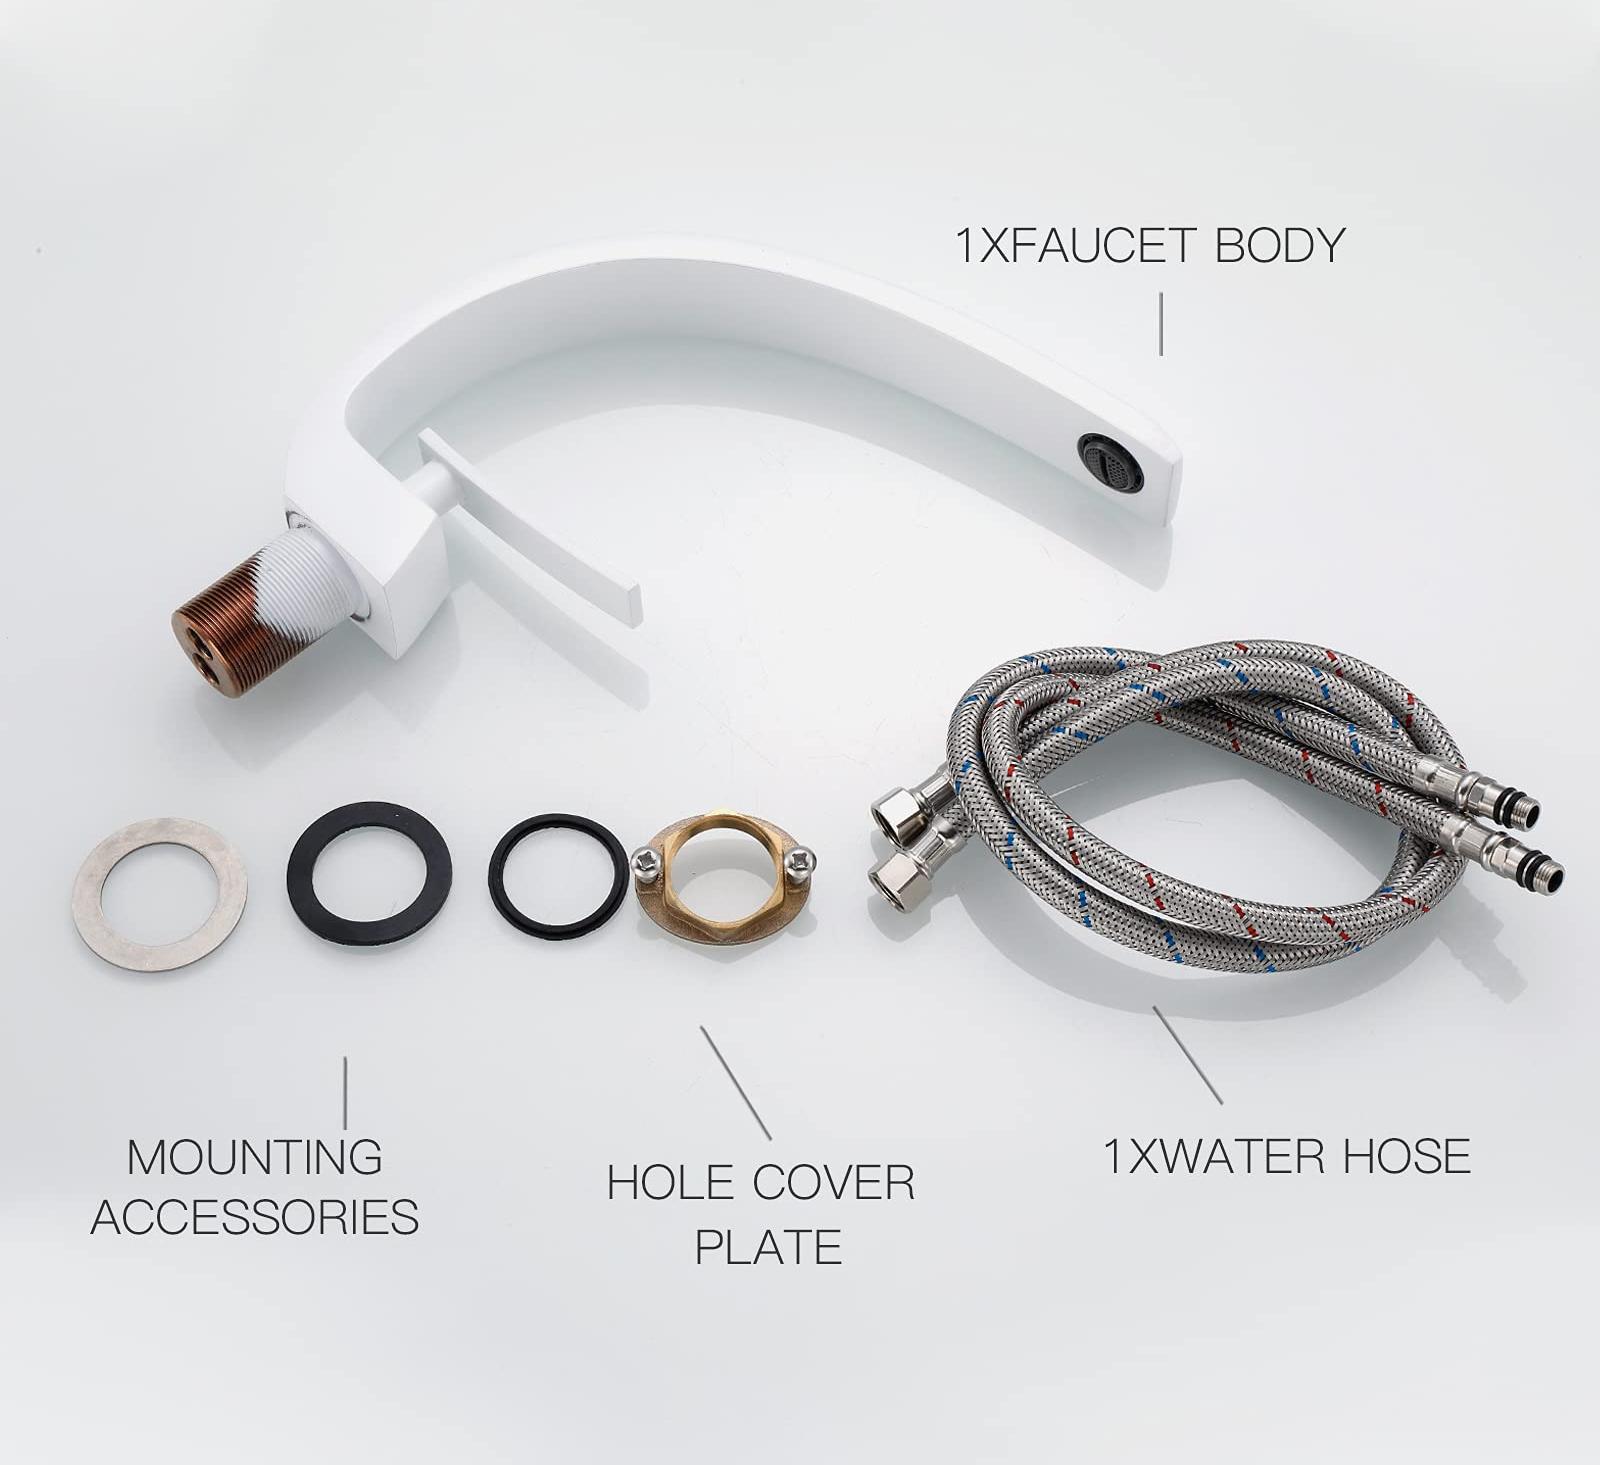 1XFAUCET BODY
MOUNTING
ACCESSORIES
HOLE COVER
PLATE
1XWATER HOSE